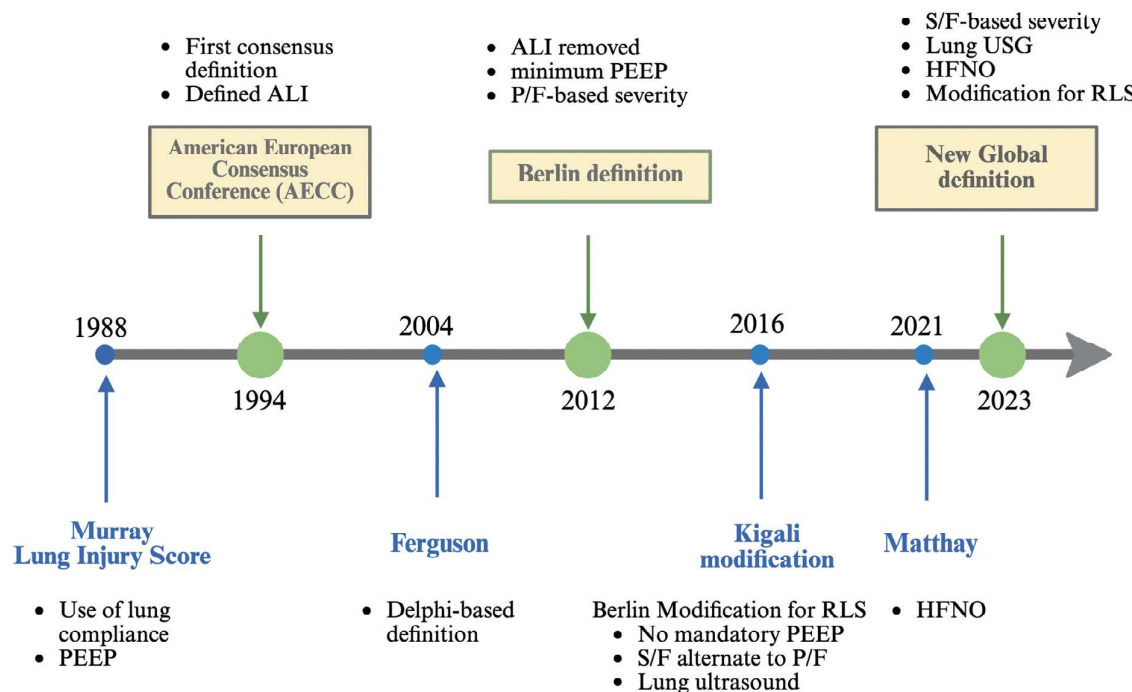 • First consensus
definition
• Defined ALI
American European
Consensus
Conference (AECC)
• ALI removed
• minimum PEEP
• P/F-based severity
Berlin definition
• S/F-based severity
• Lung USG
• HFNO
• Modification for RLS
New Global
dcfinition
1988
1994
2004
2012
2016
2021
2023
Murray
Lung Injury Score
• Use of lung
compliance
• PEEP
Ferguson
• Delphi-based
definition
Kigali
modification
Berlin Modification for RLS
• No mandatory PEEP
• S/F alternate to P/F
• Lung ultrasound
Matthay
• HFNO